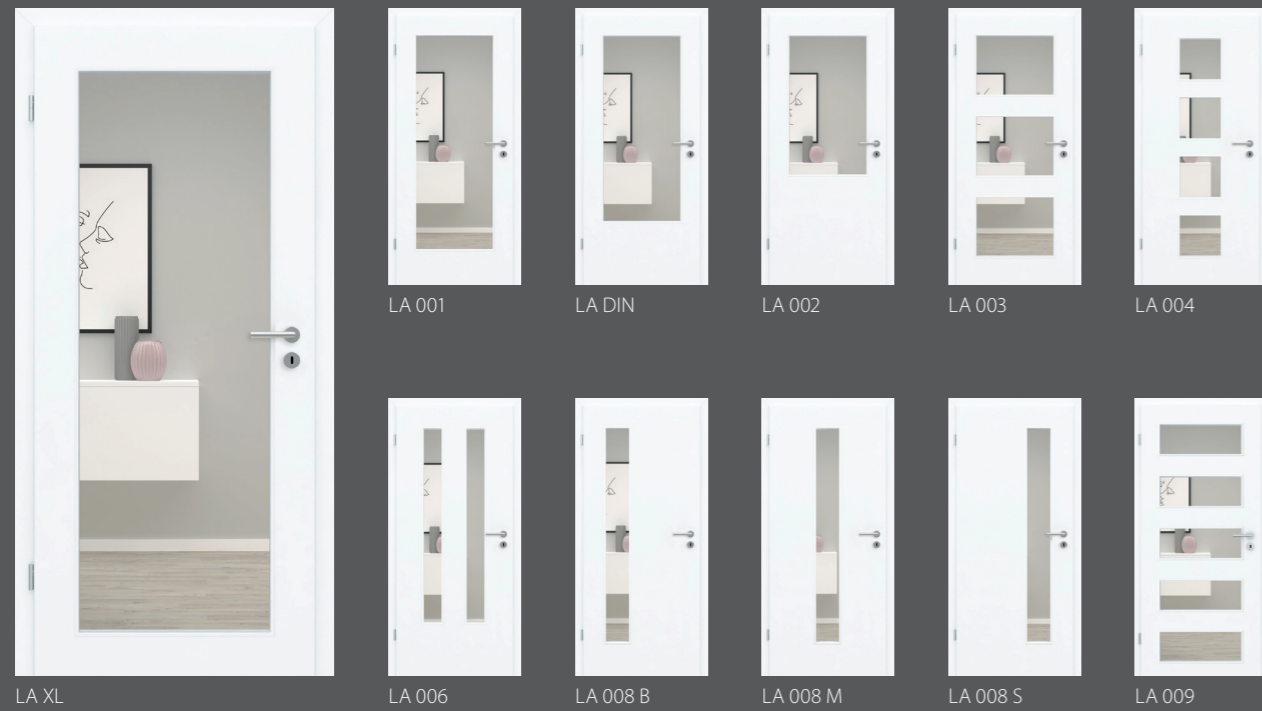 LA 001
LA DIN
LA 002
LA 003
LA 004
LA XL
LA 006
LA 008 B
LA 008 M
LA 008 S
LA 009